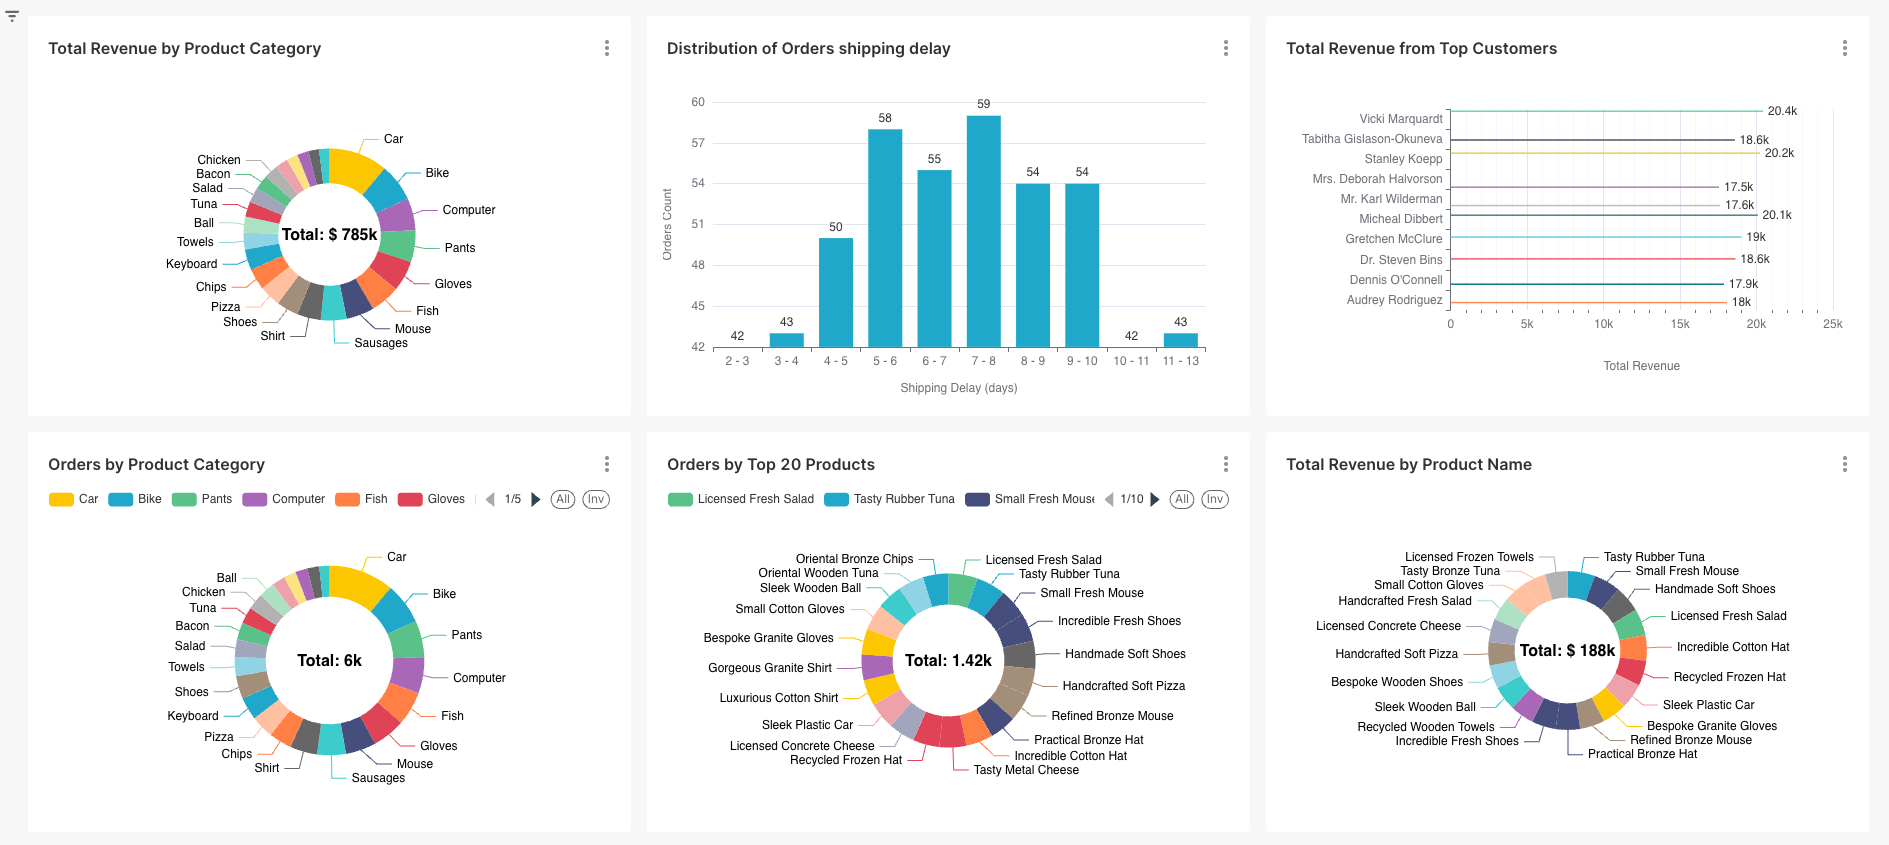 Total Revenue by Product Category
Car
Bike
Computer
Pants
Gloves
Fish
Mouse
Sausages
Shirt
Shoes
Pizza
Chips
Keyboard
Towels
Ball
Tuna
Salad
Bacon
Chicken
Total: $ 785k
Distribution of Orders shipping delay
Orders Count
60
57
54
51
48
45
42
42
43
50
58
55
59
54
54
42
43
2 - 3
3 - 4
4 - 5
5 - 6
6 - 7
7 - 8
8 - 9
9 - 10
10 - 11
11 - 13
Shipping Delay (days)
Total Revenue from Top Customers
Vicki Marquardt
Tabitha Gislason-Okuneva
Stanley Koepp
Mrs. Deborah Halvorson
Mr. Karl Wilderman
Micheal Dibbert
Gretchen McClure
Dr. Steven Bins
Dennis O'Connell
Audrey Rodriguez
20.4k
18.6k
20.2k
17.5k
17.6k
20.1k
19k
18.6k
17.9k
18k
0
5k
10k
15k
20k
25k
Total Revenue
Orders by Product Category
Car
Bike
Pants
Computer
Fish
Gloves
1/5
All
Inv
Car
Bike
Pants
Computer
Fish
Gloves
Mouse
Sausages
Shirt
Chips
Pizza
Keyboard
Shoes
Towels
Salad
Bacon
Tuna
Chicken
Ball
Total: 6k
Orders by Top 20 Products
Licensed Fresh Salad
Tasty Rubber Tuna
Small Fresh Mouse
1/10
All
Inv
Licensed Fresh Salad
Tasty Rubber Tuna
Small Fresh Mouse
Incredible Fresh Shoes
Handmade Soft Shoes
Handcrafted Soft Pizza
Refined Bronze Mouse
Practical Bronze Hat
Incredible Cotton Hat
Tasty Metal Cheese
Recycled Frozen Hat
Licensed Concrete Cheese
Sleek Plastic Car
Luxurious Cotton Shirt
Gorgeous Granite Shirt
Bespoke Granite Gloves
Small Cotton Gloves
Sleek Wooden Ball
Oriental Wooden Tuna
Oriental Bronze Chips
Total: 1.42k
Total Revenue by Product Name
Tasty Rubber Tuna
Small Fresh Mouse
Handmade Soft Shoes
Licensed Fresh Salad
Incredible Cotton Hat
Recycled Frozen Hat
Sleek Plastic Car
Bespoke Granite Gloves
Refined Bronze Mouse
Practical Bronze Hat
Incredible Fresh Shoes
Recycled Wooden Towels
Sleek Wooden Ball
Bespoke Wooden Shoes
Handcrafted Soft Pizza
Licensed Concrete Cheese
Handcrafted Fresh Salad
Small Cotton Gloves
Tasty Bronze Tuna
Licensed Frozen Towels
Total: $ 188k